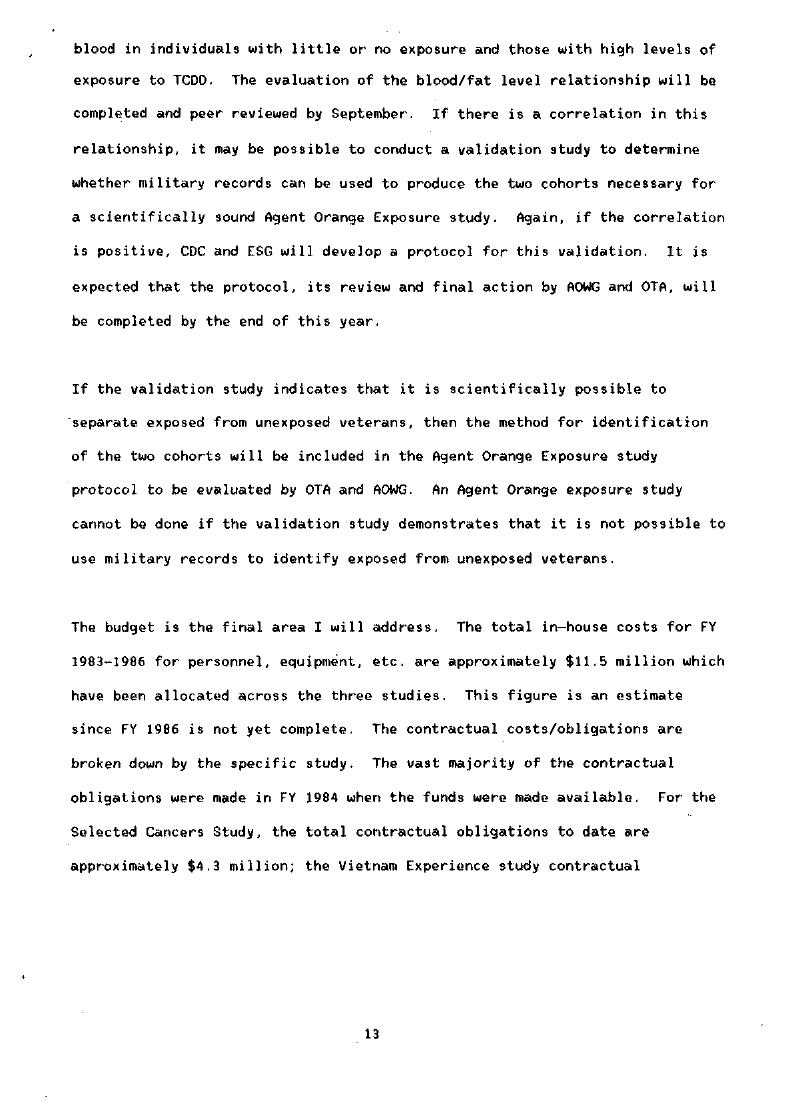 blood in individuals with little or no exposure and those with high levels of
exposure to TCDD. The evaluation of the blood/fat level relationship will be
completed and peer reviewed by September. If there is a correlation in this
relationship, it may be possible to conduct a validation study to determine
whether military records can be used to produce the two cohorts necessary for
a scientifically sound Agent Orange Exposure study. Again, if the correlation
is positive, CDC and ESG will develop a protocol for this validation. It is
expected that the protocol, its review and final action by AOWG and OTA, will
be completed by the end of this year.
If the validation study indicates that it is scientifically possible to
separate exposed from unexposed veterans, then the method for identification
of the two cohorts will be included in the Agent Orange Exposure study
protocol to be evaluated by OTA and AOWG. An Agent Orange exposure study
cannot be done if the validation study demonstrates that it is not possible to
use military records to identify exposed from unexposed veterans.
The budget is the final area I will address. The total in-house costs for FY
1983-1986 for personnel, equipment, etc. are approximately $11.5 million which
have been allocated across the three studies. This figure is an estimate
since FY 1986 is not yet complete. The contractual costs/obligations are
broken down by the specific study. The vast majority of the contractual
obligations were made in FY 1984 when the funds were made available. For the
Selected Cancers Study, the total contractual obligations to date are
approximately $4.3 million; the Vietnam Experience study contractual
13